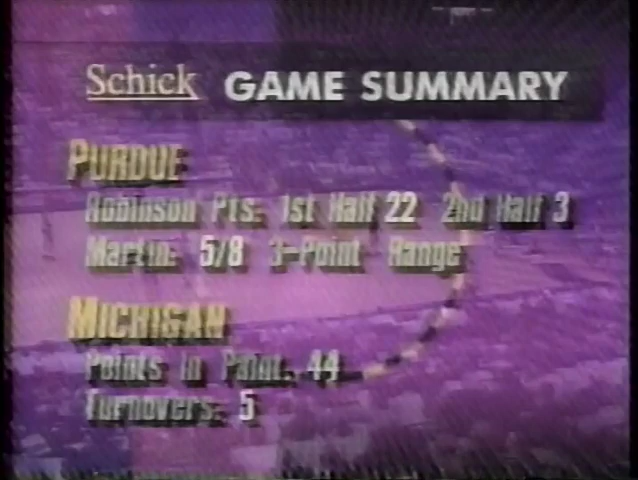 Schick GAME SUMMARY
PURDUE
Robinson Pts: 1st Half 22 2nd Half 3
Martin: 5/8 3-Point Range
MICHIGAN
Points in Paint: 44
Turnovers: 5